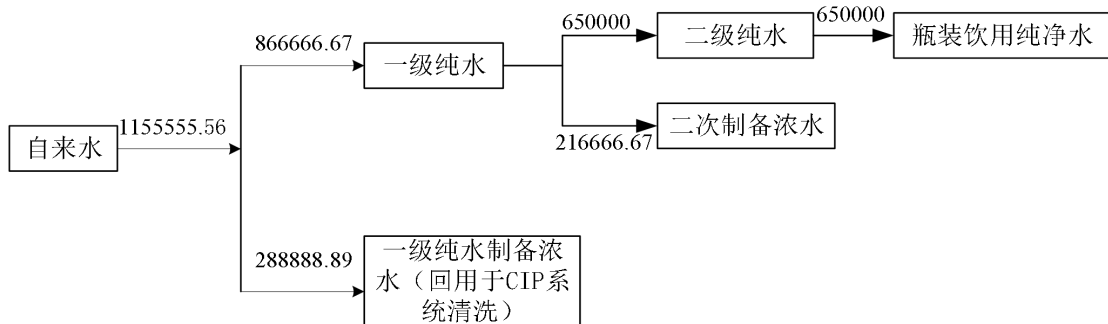 650000
650000
866666.67
一级纯水
二级纯水
瓶装饮用纯净水
1155555.56
自来水
二次制备浓水
216666.67
288888.89
一级纯水制备浓
水（回用于CIP系
统清洗）